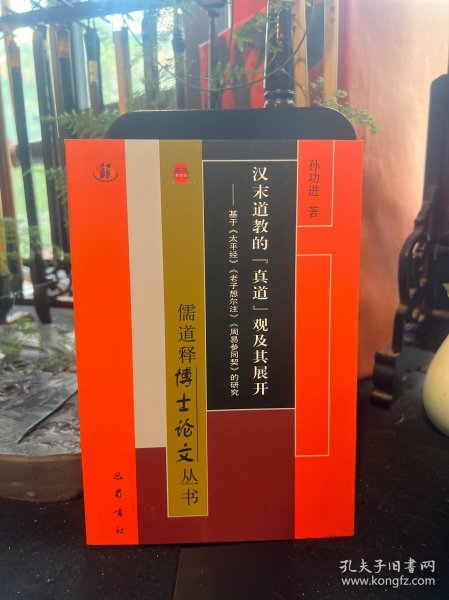 孙功进 著
汉末道教的『真道』观及其展开
——基于《太平经》《老子想尔注》《周易参同契》的研究
儒道释博士论文丛书
巴蜀书社
孔夫子旧书网
www.kongfz.com